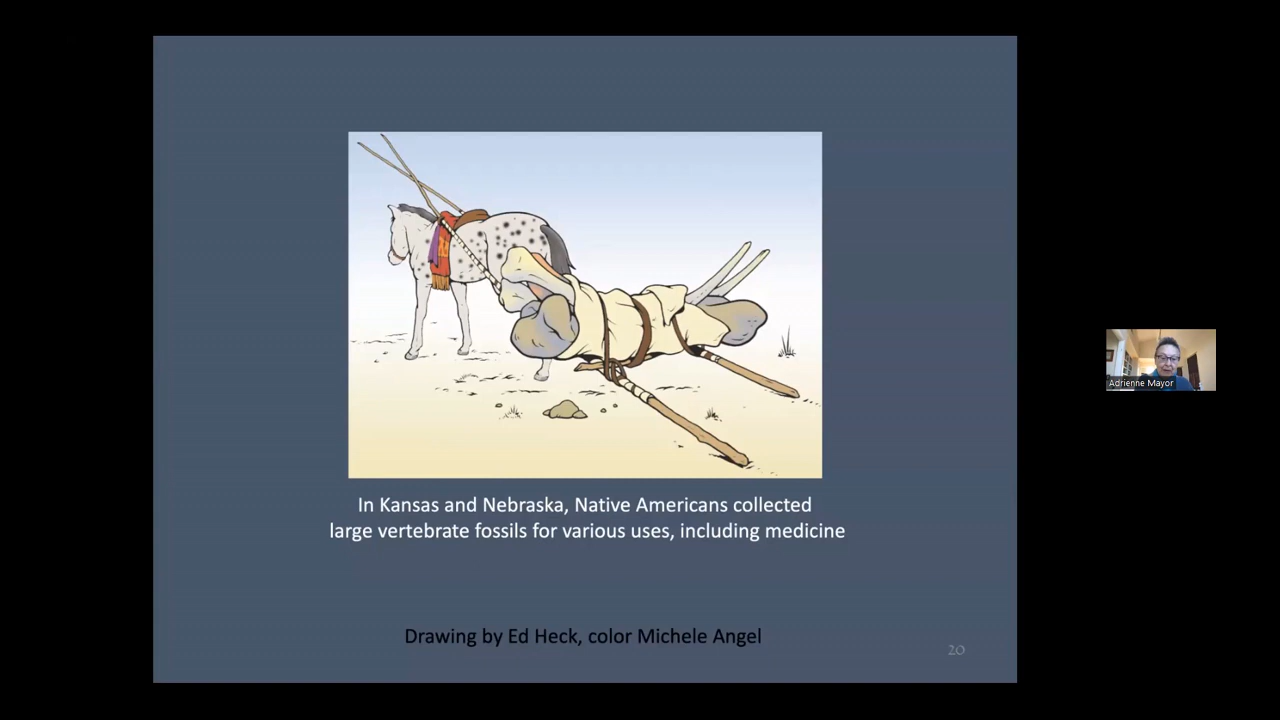 In Kansas and Nebraska, Native Americans collected
large vertebrate fossils for various uses, including medicine
Drawing by Ed Heck, color Michele Angel
20
Adrienne Mayor